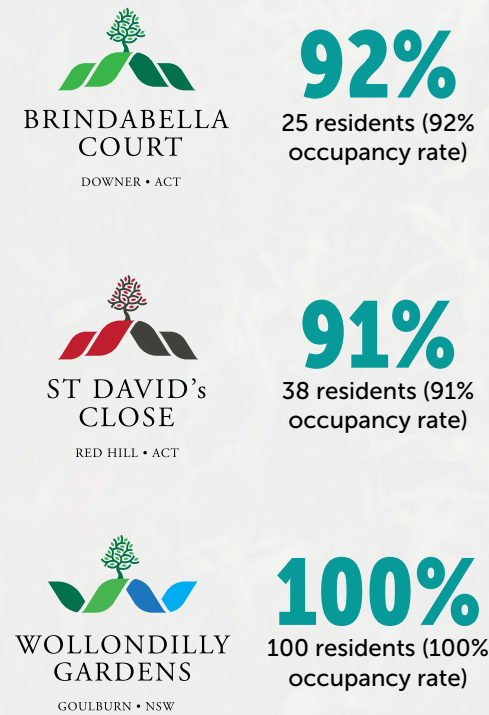 BRINDABELLA
COURT
DOWNER • ACT
92%
25 residents (92%
occupancy rate)
ST DAVID's
CLOSE
RED HILL • ACT
91%
38 residents (91%
occupancy rate)
WOLLONDILLY
GARDENS
GOULBURN • NSW
100%
100 residents (100%
occupancy rate)